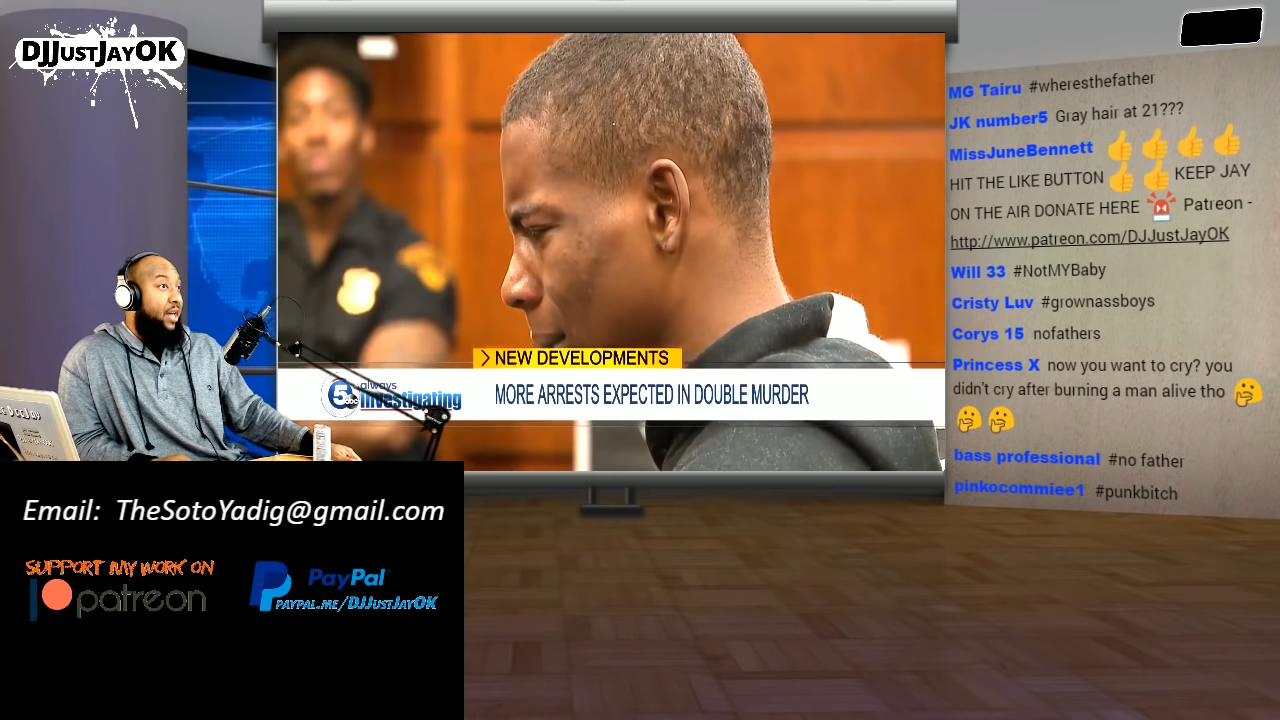 DJJustJayOK
NEW DEVELOPMENTS
5 abc always investigating
MORE ARRESTS EXPECTED IN DOUBLE MURDER
MG Tairu #wheresthefather
JK number5 Gray hair at 21???
MissJuneBennett 👍 👍 👍 👍
HIT THE LIKE BUTTON 👍 👍 KEEP JAY
ON THE AIR DONATE HERE 🚨 Patreon -
http://www.patreon.com/DJJustJayOK
Will 33 #NotMYBaby
Cristy Luv #grownassboys
Corys 15 nofathers
Princess X now you want to cry? you
didn't cry after burning a man alive tho 🤔
🤔 🤔
bass professional #no father
pinkocommiee1 #punkbitch
Email: TheSotoYadig@gmail.com
SUPPORT MY WORK ON
patreon
PayPal
PAYPAL.ME/DJJustJayOK